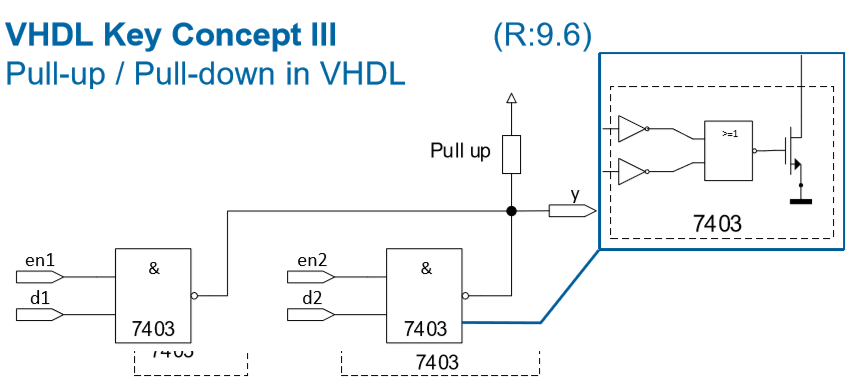 VHDL Key Concept III
(R:9.6)
Pull-up / Pull-down in VHDL
Pull up
y
>=1
7403
en1
d1
&
7403
en2
d2
&
7403
7403
7403